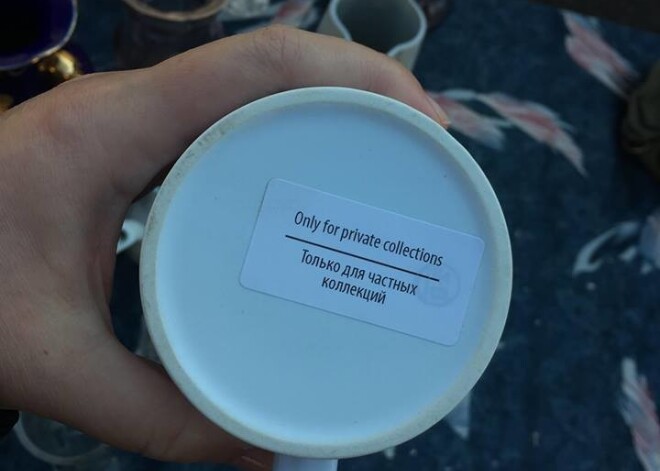 Only for private collections
Только для частных
коллекций